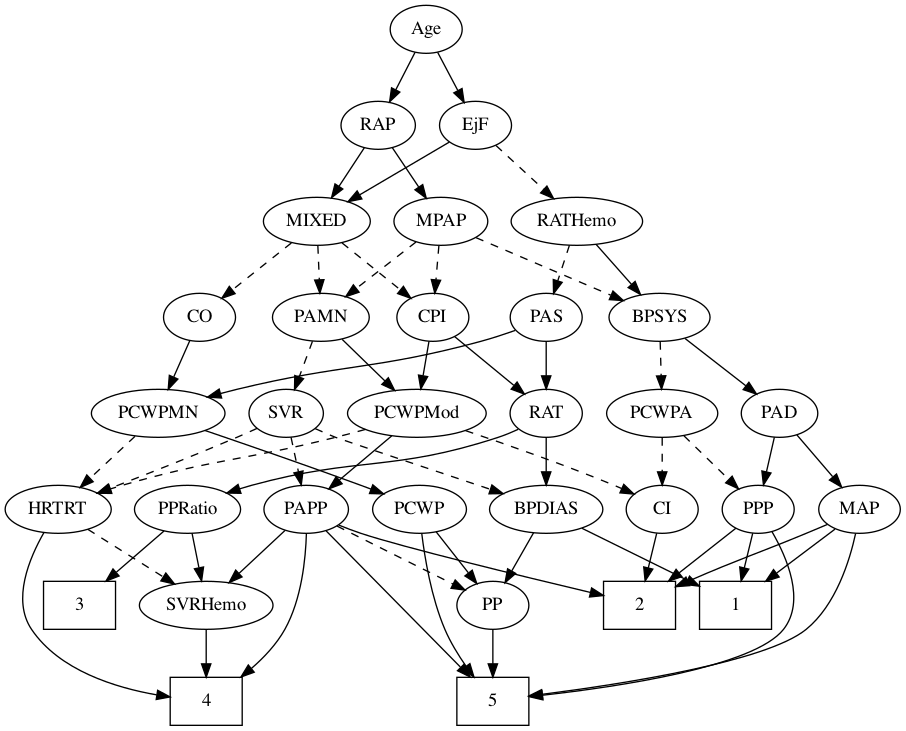 Age
RAP
EjF
MIXED
MPAP
RATHemo
CO
PAMN
CPI
PAS
BPSYS
PCWPMN
SVR
PCWPMod
RAT
PCWPA
PAD
HRTRT
PPRatio
PAPP
PCWP
BPDIAS
CI
PPP
MAP
3
SVRHemo
PP
2
1
4
5